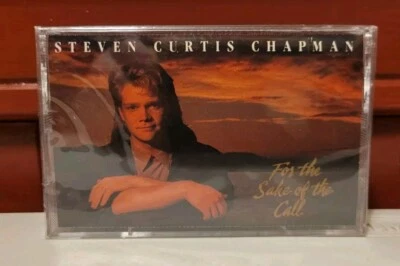 STEVEN CURTIS CHAPMAN
For the
Sake of the
Call